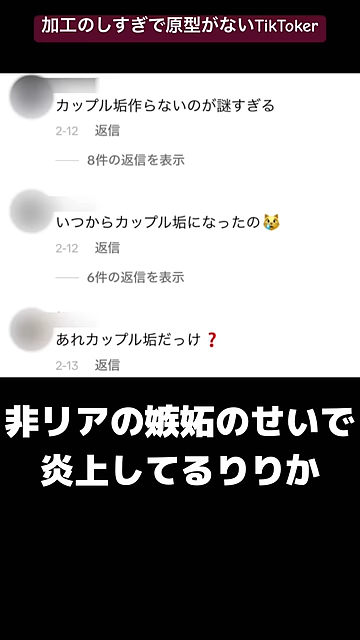 加工のしすぎで原型がないTikToker
カップル垢作らないのが謎すぎる
2-12 返信
8件の返信を表示
いつからカップル垢になったの😿
2-12 返信
6件の返信を表示
あれカップル垢だっけ❓
2-13 返信
非リアの嫉妬のせいで
炎上してるりりか